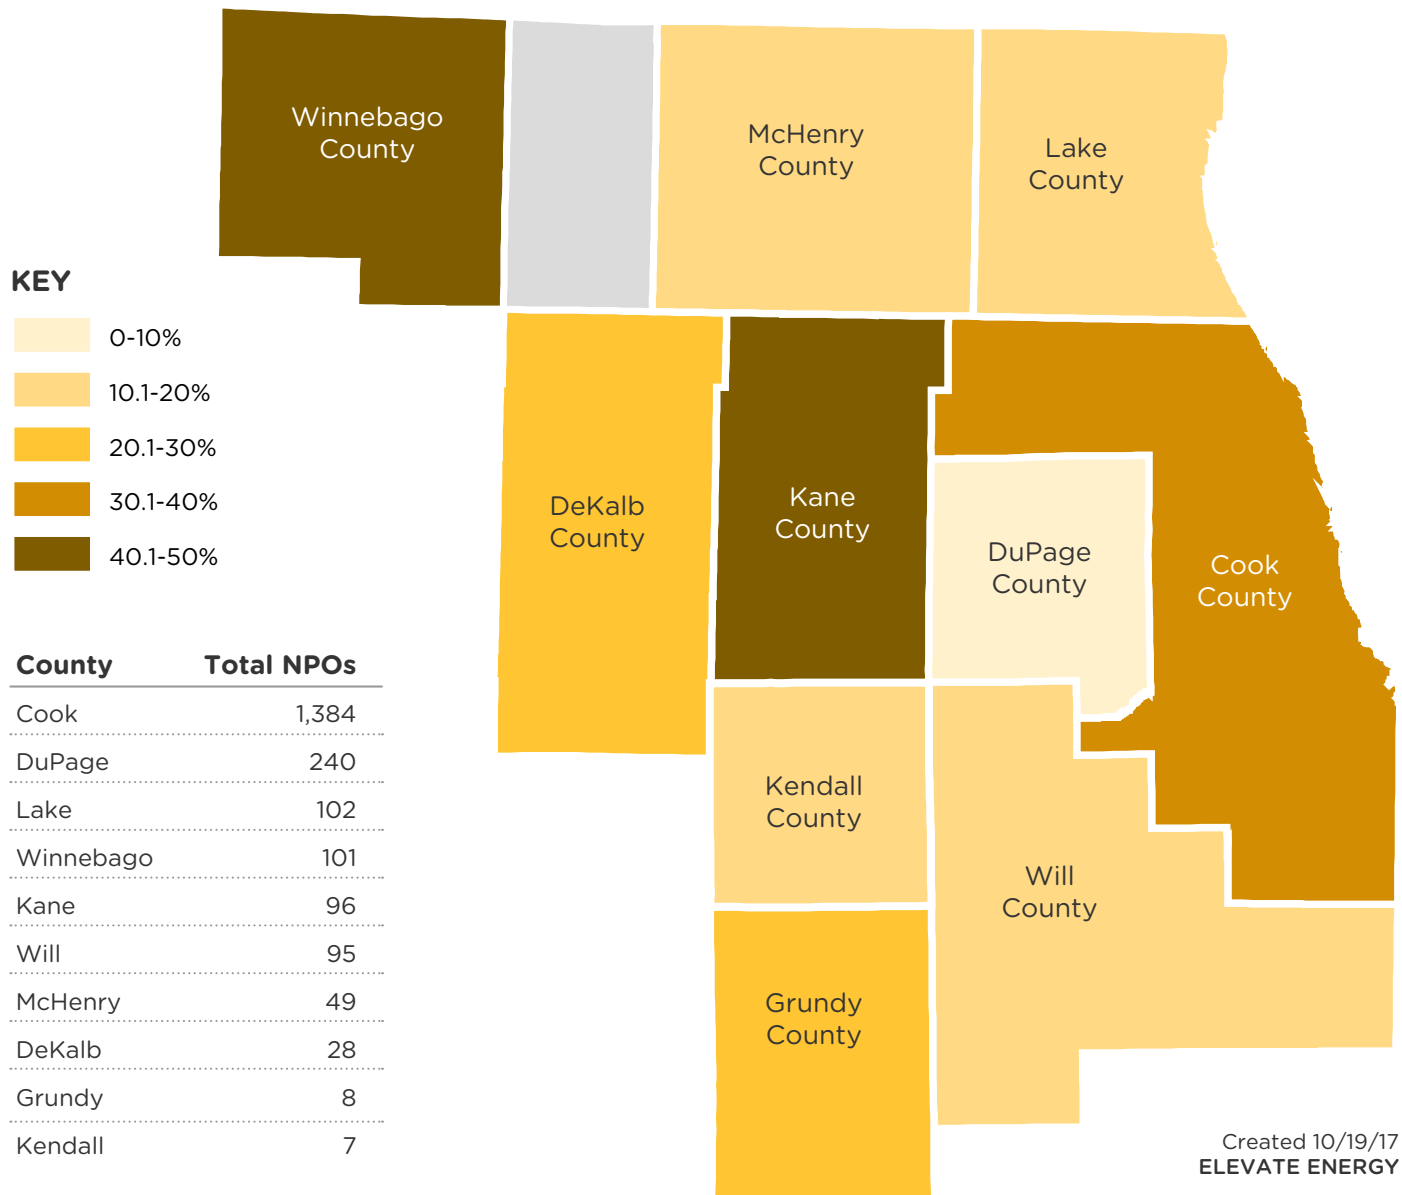 Winnebago
County
McHenry
County
Lake
County
KEY
0-10%
10.1-20%
20.1-30%
30.1-40%
40.1-50%
DeKalb
County
Kane
County
DuPage
County
Cook
County
Kendall
County
Will
County
Grundy
County
County Total NPOs
Cook 1,384
DuPage 240
Lake 102
Winnebago 101
Kane 96
Will 95
McHenry 49
DeKalb 28
Grundy 8
Kendall 7
Created 10/19/17
ELEVATE ENERGY